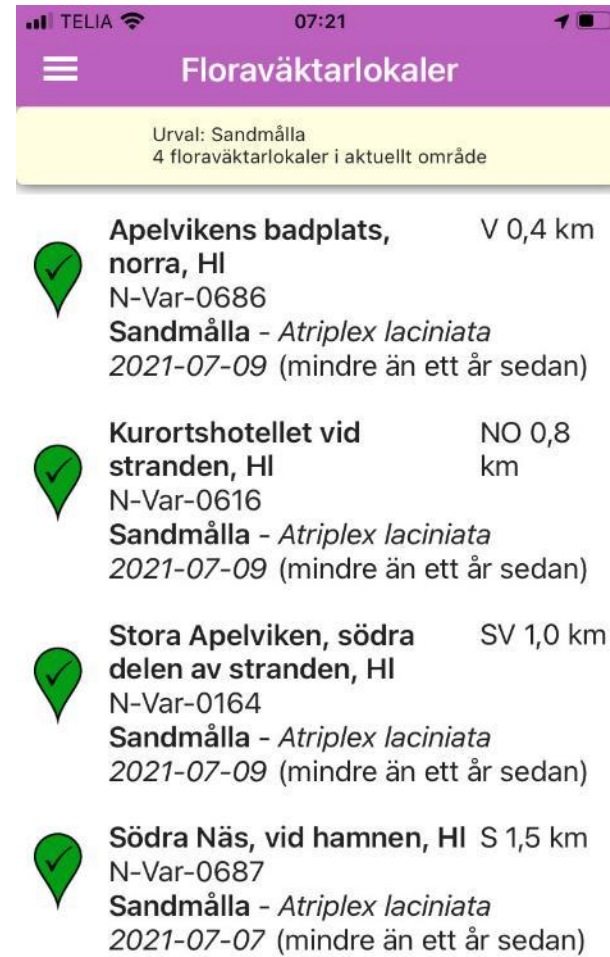 TELIA 07:21
Floraväktarlokaler
Urval: Sandmålla
4 floraväktarlokaler i aktuellt område
Apelvikens badplats, V 0,4 km
norra, Hl
N-Var-0686
Sandmålla - Atriplex laciniata
2021-07-09 (mindre än ett år sedan)
Kurortshotellet vid NO 0,8
stranden, Hl km
N-Var-0616
Sandmålla - Atriplex laciniata
2021-07-09 (mindre än ett år sedan)
Stora Apelviken, södra SV 1,0 km
delen av stranden, Hl
N-Var-0164
Sandmålla - Atriplex laciniata
2021-07-09 (mindre än ett år sedan)
Södra Näs, vid hamnen, Hl S 1,5 km
N-Var-0687
Sandmålla - Atriplex laciniata
2021-07-07 (mindre än ett år sedan)